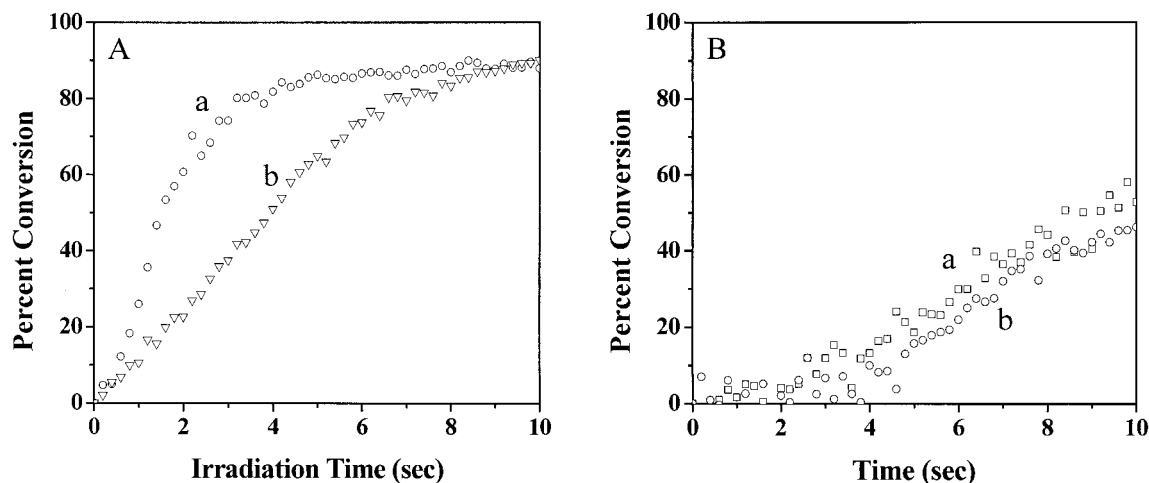 A
a
b
Percent Conversion
100
80
60
40
20
0
0 2 4 6 8 10
Irradiation Time (sec)
B
a
b
Percent Conversion
100
80
60
40
20
0
0 2 4 6 8 10
Time (sec)